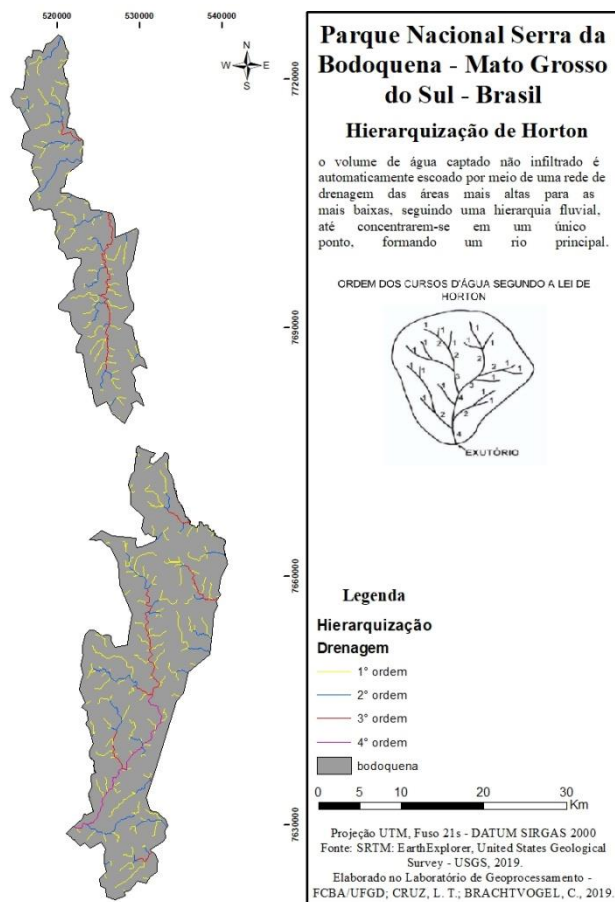 520000 530000 540000
N
W E
S
7720000
7690000
7660000
7630000
Parque Nacional Serra da
Bodoquena - Mato Grosso
do Sul - Brasil
Hierarquização de Horton
o volume de água captado não infiltrado é
automaticamente escoado por meio de uma rede de
drenagem das áreas mais altas para as
mais baixas, seguindo uma hierarquia fluvial,
até concentrarem-se em um único
ponto, formando um rio principal.
ORDEM DOS CURSOS D'ÁGUA SEGUNDO A LEI DE
HORTON
EXUTÓRIO
Legenda
Hierarquização
Drenagem
1° ordem
2° ordem
3° ordem
4° ordem
bodoquena
0 5 10 20 30
Km
Projeção UTM, Fuso 21s - DATUM SIRGAS 2000
Fonte: SRTM: EarthExplorer, United States Geological
Survey - USGS, 2019.
Elaborado no Laboratório de Geoprocessamento -
FCBA/UFGD; CRUZ, L. T.; BRACHTVOGEL, C., 2019.